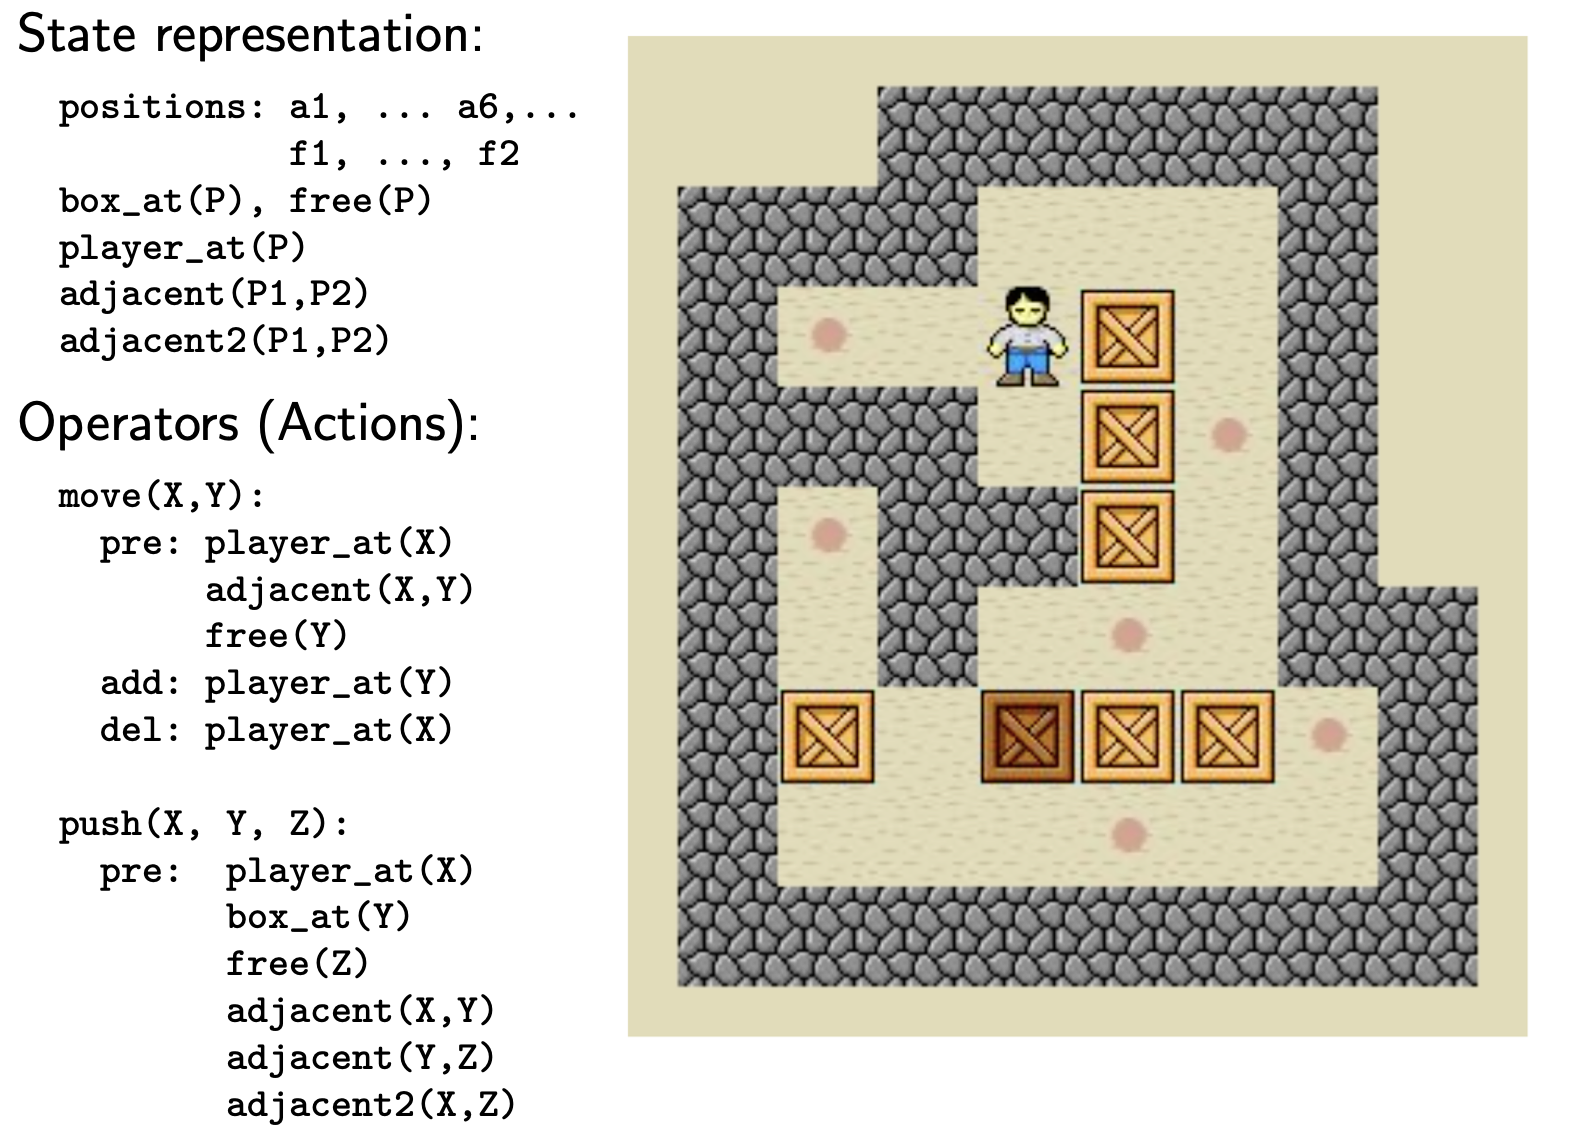 State representation:
positions: a1, ... a6,...
f1, ..., f2
box_at(P), free(P)
player_at(P)
adjacent(P1,P2)
adjacent2(P1,P2)
Operators (Actions):
move(X,Y):
pre: player_at(X)
adjacent(X,Y)
free(Y)
add: player_at(Y)
del: player_at(X)
push(X, Y, Z):
pre: player_at(X)
box_at(Y)
free(Z)
adjacent(X,Y)
adjacent(Y,Z)
adjacent2(X,Z)